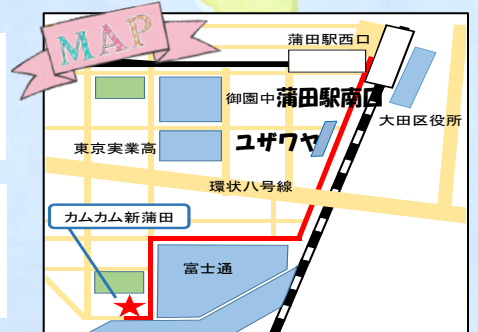 MAP
蒲田駅西口
御園中
蒲田駅南口
大田区役所
東京実業高
ユザワヤ
環状八号線
カムカム新蒲田
富士通